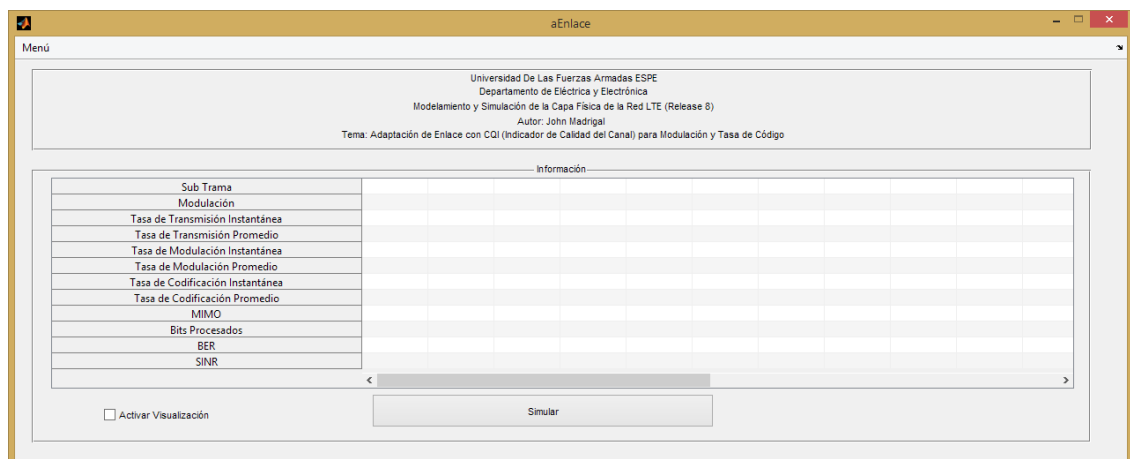 aEnlace
Menú
Universidad De Las Fuerzas Armadas ESPE
Departamento de Eléctrica y Electrónica
Modelamiento y Simulación de la Capa Física de la Red LTE (Release 8)
Autor: John Madrigal
Tema: Adaptación de Enlace con CQI (Indicador de Calidad del Canal) para Modulación y Tasa de Código
Información
Sub Trama
Modulación
Tasa de Transmisión Instantánea
Tasa de Transmisión Promedio
Tasa de Modulación Instantánea
Tasa de Modulación Promedio
Tasa de Codificación Instantánea
Tasa de Codificación Promedio
MIMO
Bits Procesados
BER
SINR
Activar Visualización
Simular